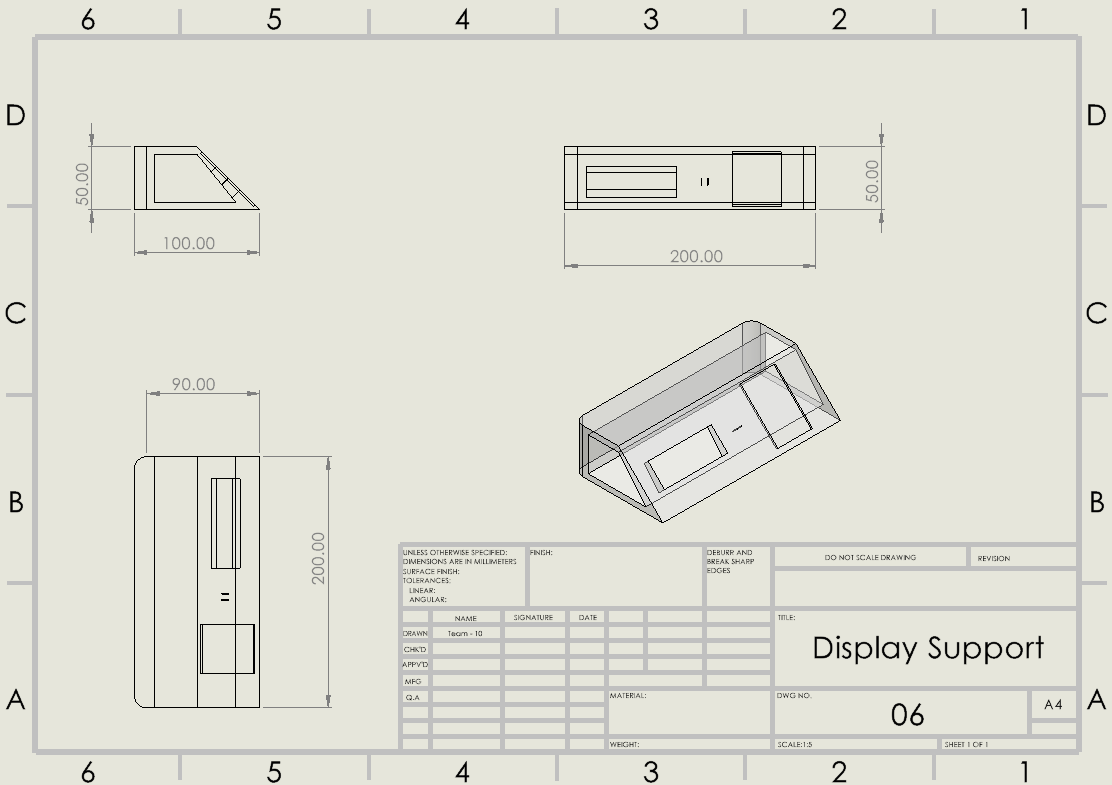 6 5 4 3 2 1
D D
50.00
100.00
50.00
200.00
C C
90.00
200.00
B B
UNLESS OTHERWISE SPECIFIED:
DIMENSIONS ARE IN MILLIMETERS
SURFACE FINISH:
TOLERANCES:
LINEAR:
ANGULAR:
FINISH:
DEBURR AND
BREAK SHARP
EDGES
DO NOT SCALE DRAWING
REVISION
NAME SIGNATURE DATE
DRAWN Team - 10
CHK'D
APPV'D
MFG
Q.A
TITLE:
Display Support
MATERIAL:
WEIGHT:
DWG NO.
06
A4
SCALE:1:5
SHEET 1 OF 1
A A
6 5 4 3 2 1